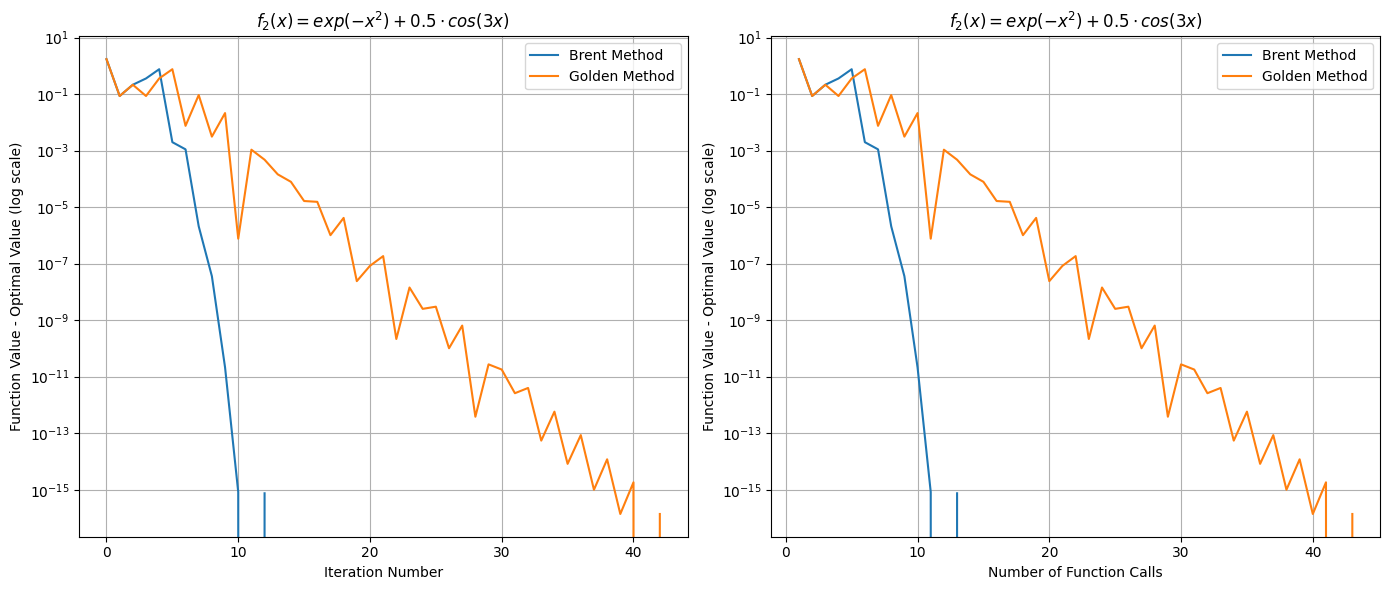 f₂(x) = exp(−x²) + 0.5 · cos(3x)
Function Value - Optimal Value (log scale)
10¹
10⁻¹
10⁻³
10⁻⁵
10⁻⁷
10⁻⁹
10⁻¹¹
10⁻¹³
10⁻¹⁵
Brent Method
Golden Method
0 10 20 30 40
Iteration Number
f₂(x) = exp(−x²) + 0.5 · cos(3x)
Function Value - Optimal Value (log scale)
10¹
10⁻¹
10⁻³
10⁻⁵
10⁻⁷
10⁻⁹
10⁻¹¹
10⁻¹³
10⁻¹⁵
Brent Method
Golden Method
0 10 20 30 40
Number of Function Calls